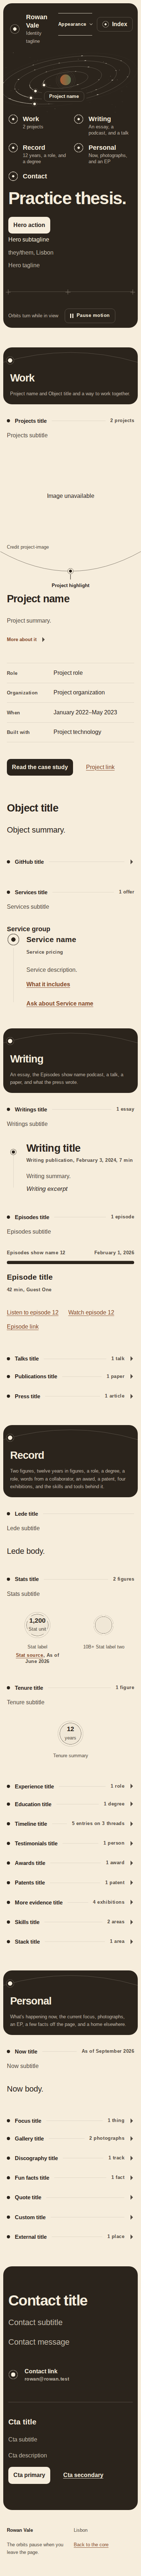 Rowan
Vale
Identity
tagline
Appearance
Index
Project name
Work
2 projects
Writing
An essay, a
podcast, and a talk
Record
12 years, a role, and
a degree
Personal
Now, photographs,
and an EP
Contact
Practice thesis.
Hero action
Hero subtagline
they/them, Lisbon
Hero tagline
Orbits turn while in view
Pause motion
Work
Project name and Object title and a way to work together.
Projects title
2 projects
Projects subtitle
Image unavailable
Credit project-image
Project highlight
Project name
Project summary.
More about it
Role
Project role
Organization
Project organization
When
January 2022–May 2023
Built with
Project technology
Read the case study
Project link
Object title
Object summary.
GitHub title
Services title
1 offer
Services subtitle
Service group
Service name
Service pricing
Service description.
What it includes
Ask about Service name
Writing
An essay, the Episodes show name podcast, a talk, a
paper, and what the press wrote.
Writings title
1 essay
Writings subtitle
Writing title
Writing publication, February 3, 2024, 7 min
Writing summary.
Writing excerpt
Episodes title
1 episode
Episodes subtitle
Episodes show name 12
February 1, 2026
Episode title
42 min, Guest One
Listen to episode 12
Watch episode 12
Episode link
Talks title
1 talk
Publications title
1 paper
Press title
1 article
Record
Two figures, twelve years in figures, a role, a degree, a
role, words from a collaborator, an award, a patent, four
exhibitions, and the skills and tools behind it.
Lede title
Lede subtitle
Lede body.
Stats title
2 figures
Stats subtitle
1,200
Stat unit
Stat label
Stat source, As of
June 2026
10B+ Stat label two
Tenure title
1 figure
Tenure subtitle
12
years
Tenure summary
Experience title
1 role
Education title
1 degree
Timeline title
5 entries on 3 threads
Testimonials title
1 person
Awards title
1 award
Patents title
1 patent
More evidence title
4 exhibitions
Skills title
2 areas
Stack title
1 area
Personal
What's happening now, the current focus, photographs,
an EP, a few facts off the page, and a home elsewhere.
Now title
As of September 2026
Now subtitle
Now body.
Focus title
1 thing
Gallery title
2 photographs
Discography title
1 track
Fun facts title
1 fact
Quote title
Custom title
External title
1 place
Contact title
Contact subtitle
Contact message
Contact link
rowan@rowan.test
Cta title
Cta subtitle
Cta description
Cta primary
Cta secondary
Rowan Vale
Lisbon
The orbits pause when you
leave the page.
Back to the core